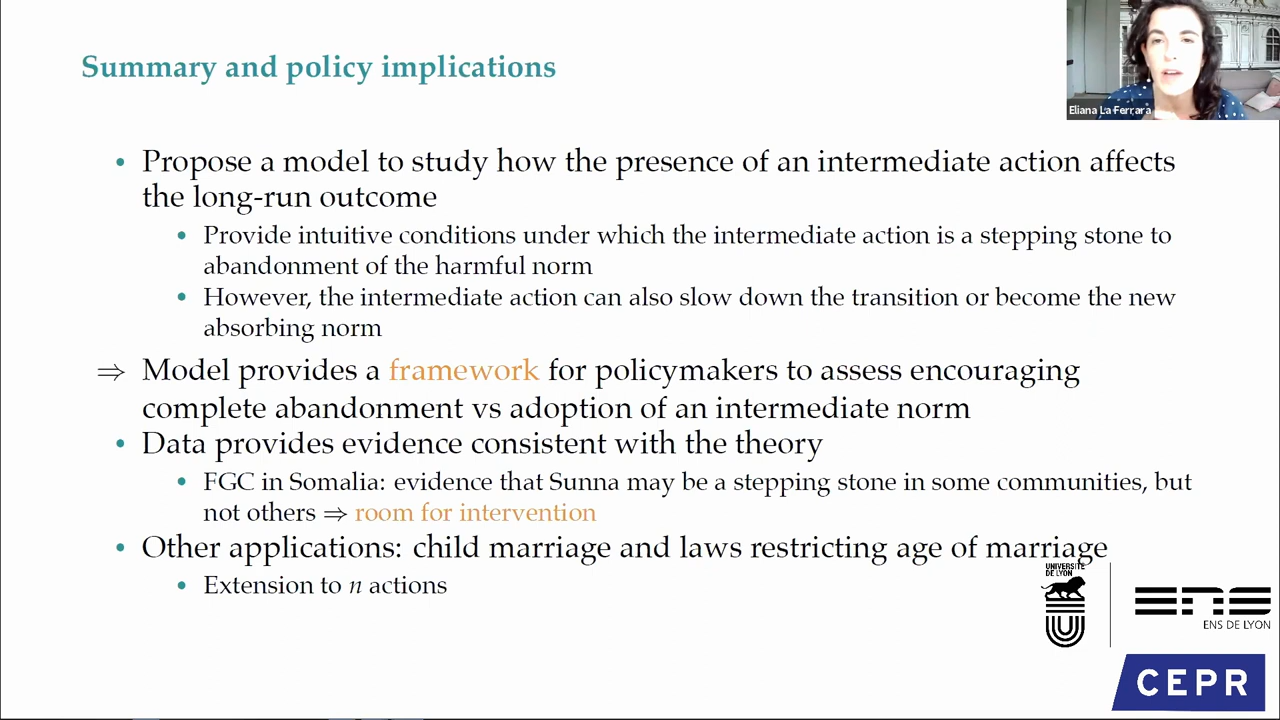 Summary and policy implications
Eliana La Ferrara
• Propose a model to study how the presence of an intermediate action affects
the long-run outcome
• Provide intuitive conditions under which the intermediate action is a stepping stone to
abandonment of the harmful norm
• However, the intermediate action can also slow down the transition or become the new
absorbing norm
⇒ Model provides a framework for policymakers to assess encouraging
complete abandonment vs adoption of an intermediate norm
• Data provides evidence consistent with the theory
• FGC in Somalia: evidence that Sunna may be a stepping stone in some communities, but
not others ⇒ room for intervention
• Other applications: child marriage and laws restricting age of marriage
• Extension to n actions
UNIVERSITÉ
DE LYON
ENS
ENS DE LYON
CEPR